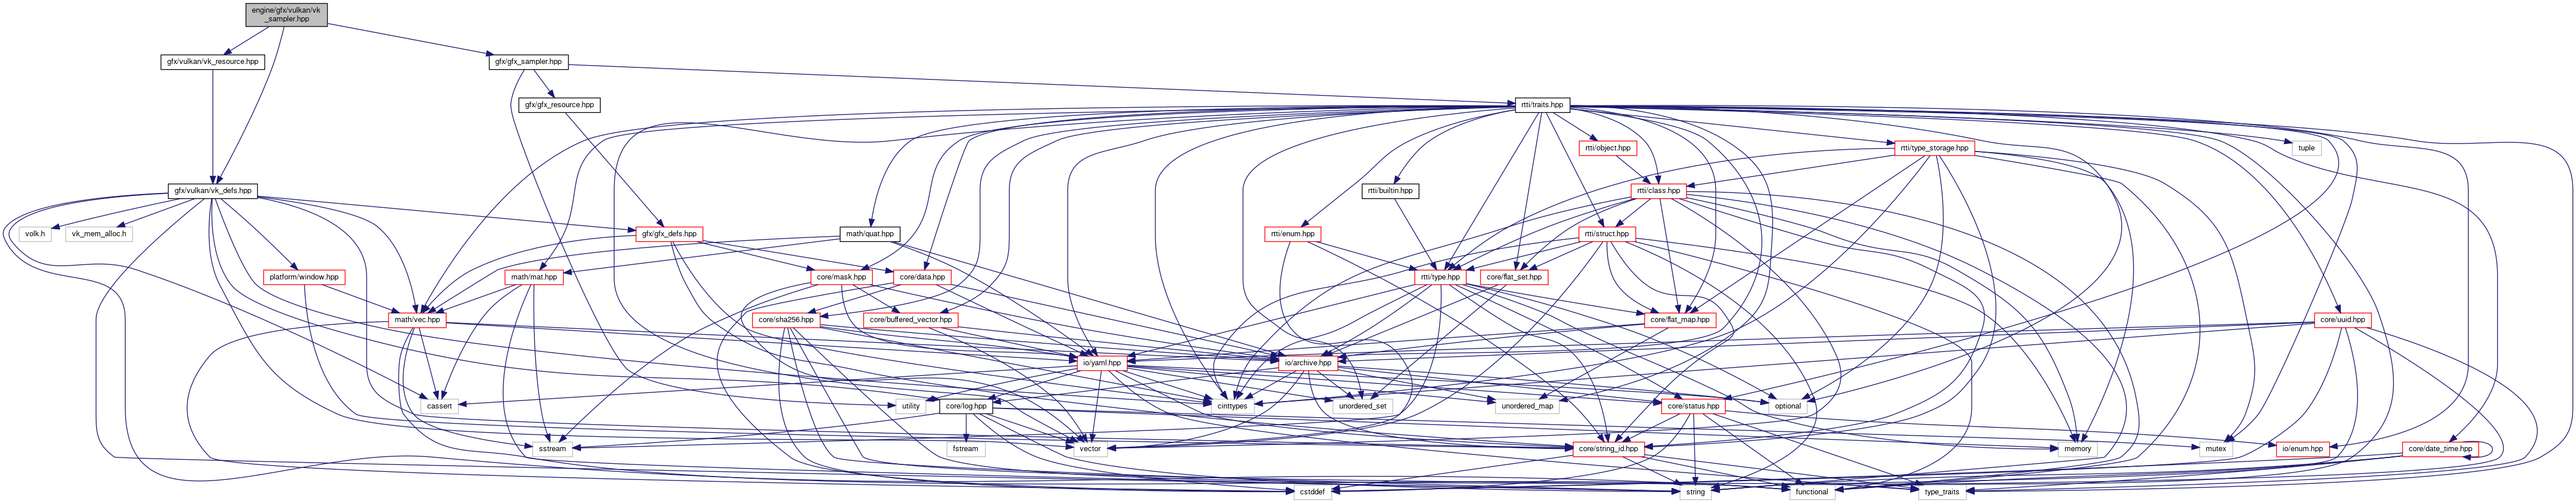 engine/gfx/vulkan/vk
_sampler.hpp
gfx/vulkan/vk_resource.hpp
gfx/gfx_sampler.hpp
gfx/gfx_resource.hpp
rtti/traits.hpp
rtti/object.hpp
rtti/type_storage.hpp
tuple
gfx/vulkan/vk_defs.hpp
rtti/builtin.hpp
rtti/class.hpp
volk.h
vk_mem_alloc.h
gfx/gfx_defs.hpp
math/quat.hpp
rtti/enum.hpp
rtti/struct.hpp
platform/window.hpp
math/mat.hpp
core/mask.hpp
core/data.hpp
rtti/type.hpp
core/flat_set.hpp
math/vec.hpp
core/sha256.hpp
core/buffered_vector.hpp
core/flat_map.hpp
core/uuid.hpp
io/yaml.hpp
io/archive.hpp
cassert
utility
core/log.hpp
cinttypes
unordered_set
unordered_map
core/status.hpp
optional
sstream
fstream
vector
core/string_id.hpp
memory
mutex
io/enum.hpp
core/date_time.hpp
cstddef
string
functional
type_traits